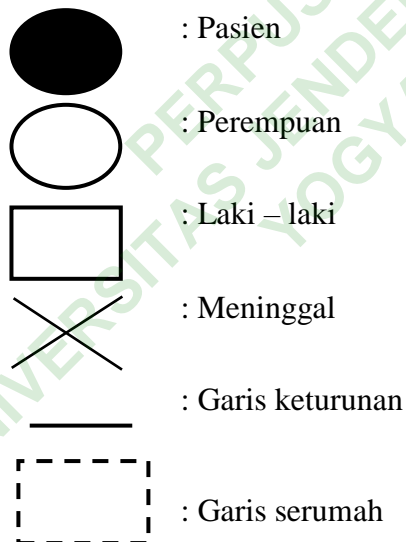 : Pasien
: Perempuan
: Laki – laki
: Meninggal
: Garis keturunan
: Garis serumah